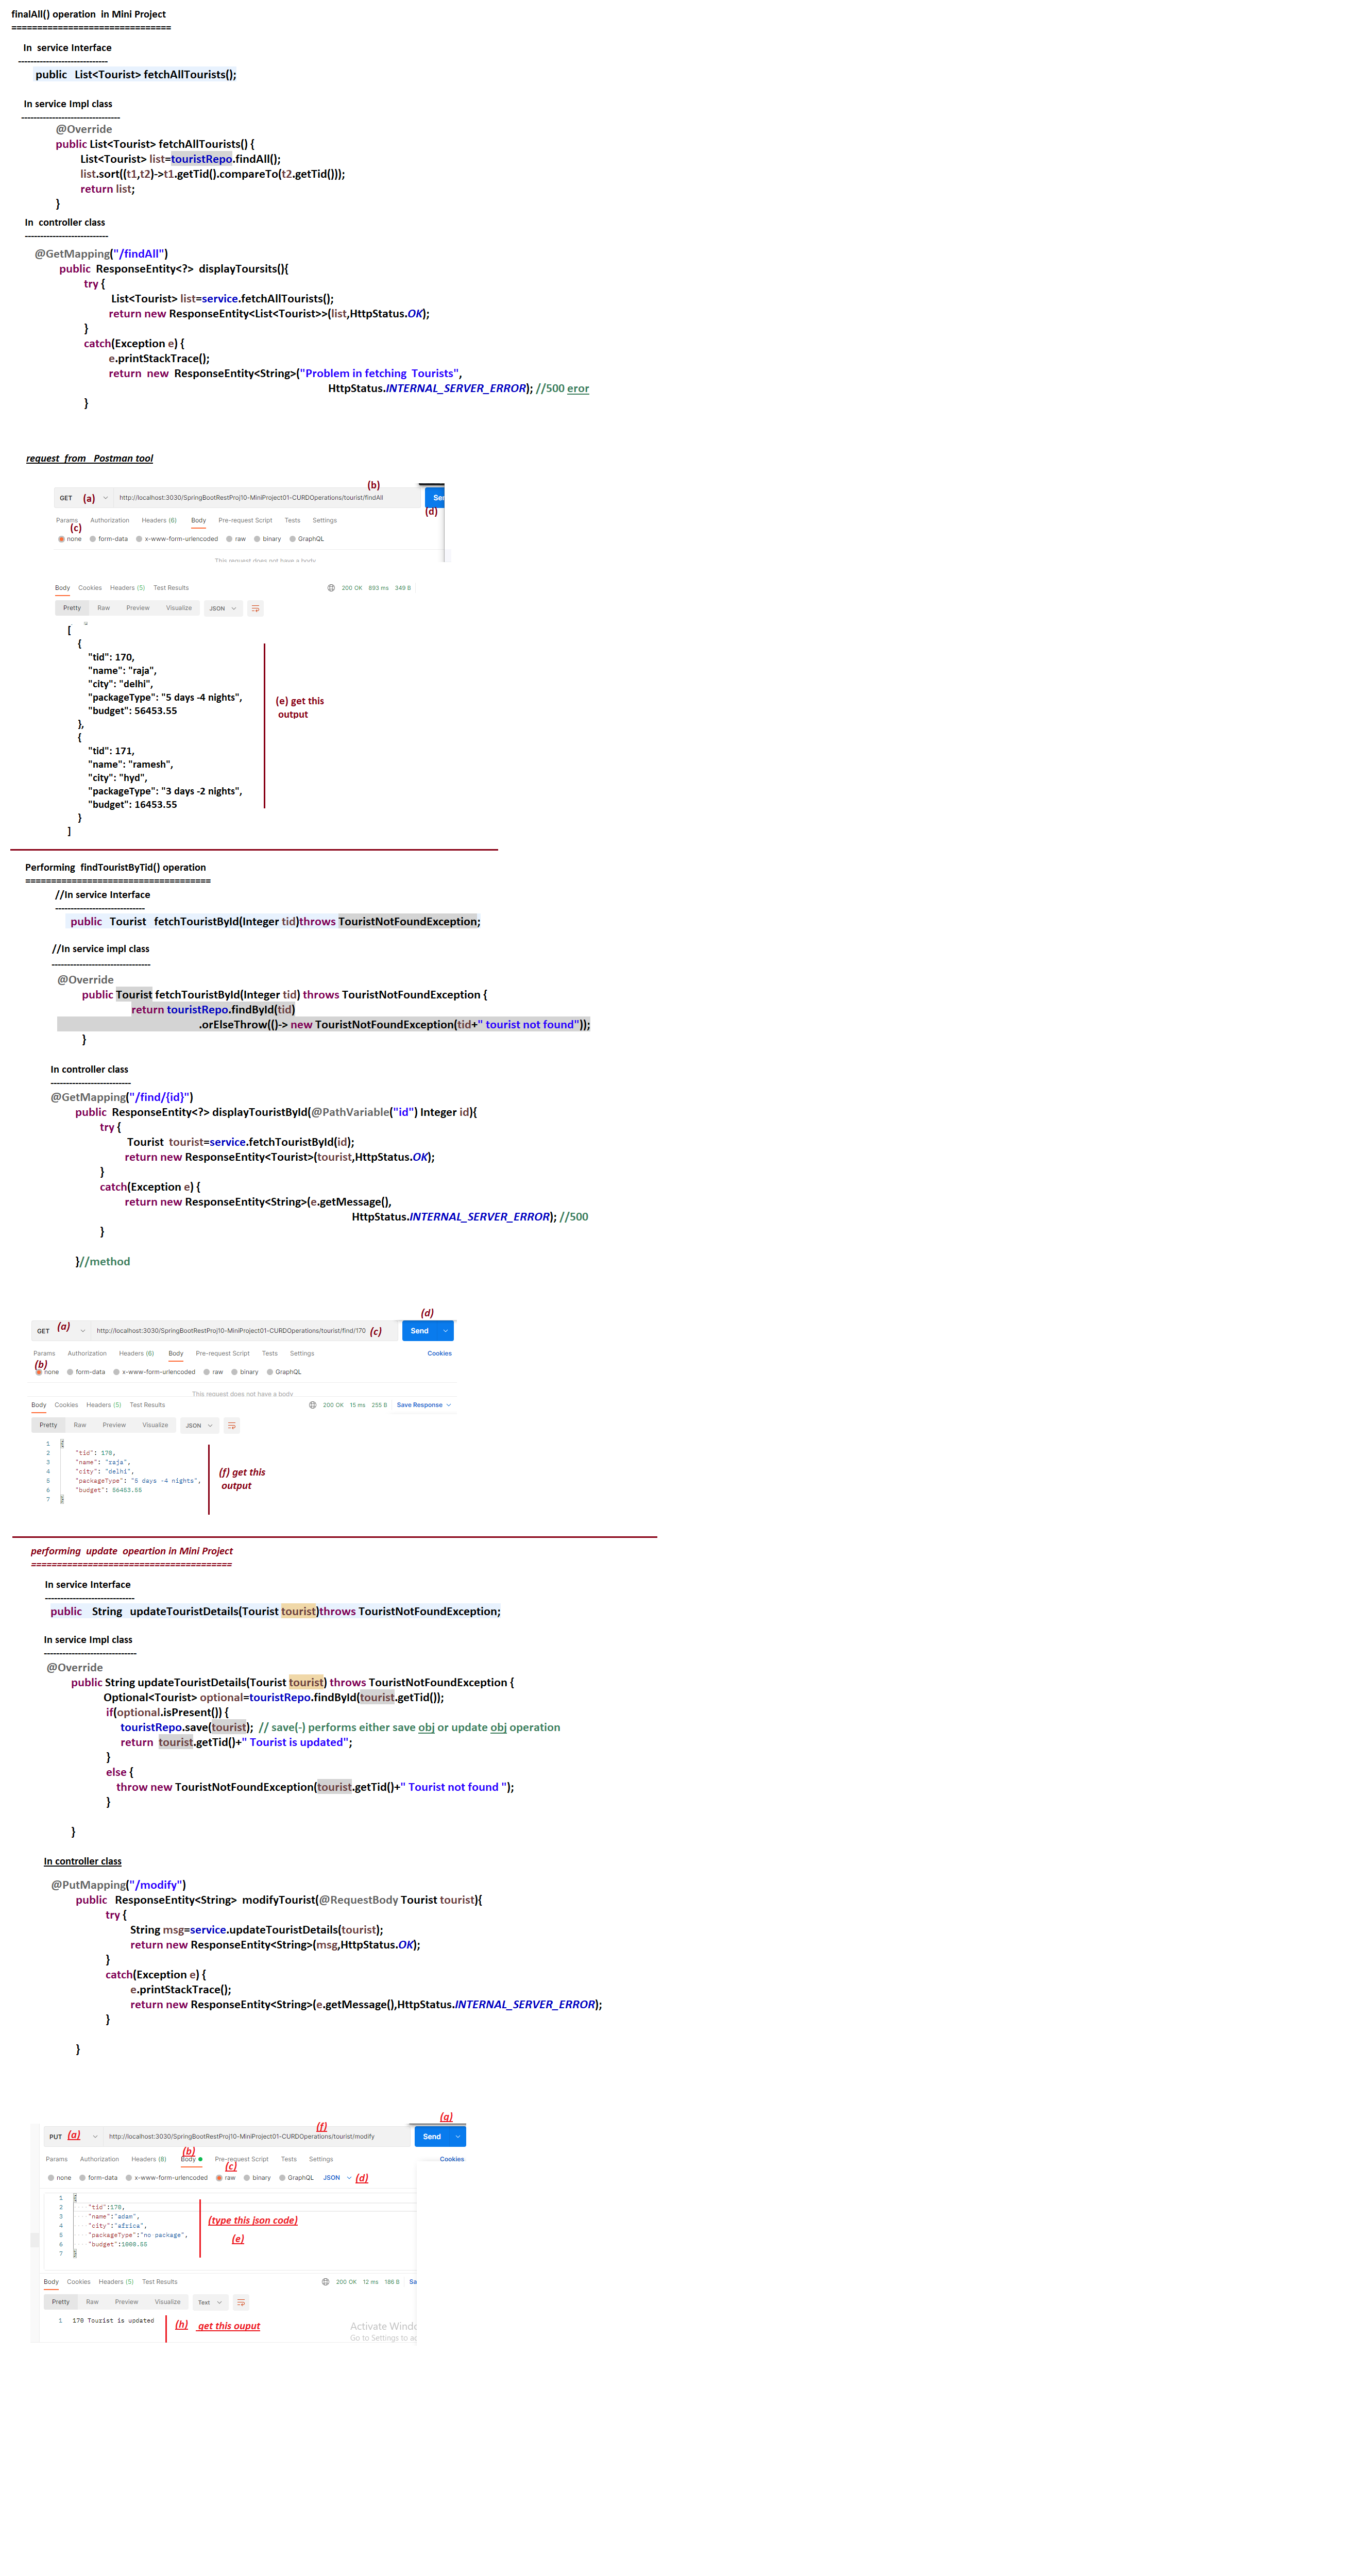 finalAll() operation in Mini Project
===============================
In service Interface
-----------------------------
public List<Tourist> fetchAllTourists();
In service Impl class
--------------------------------
@Override
public List<Tourist> fetchAllTourists() {
List<Tourist> list=touristRepo.findAll();
list.sort((t1,t2)->t1.getTid().compareTo(t2.getTid()));
return list;
}
In controller class
---------------------------
@GetMapping("/findAll")
public ResponseEntity<?> displayToursits(){
try {
List<Tourist> list=service.fetchAllTourists();
return new ResponseEntity<List<Tourist>>(list,HttpStatus.OK);
}
catch(Exception e) {
e.printStackTrace();
return new ResponseEntity<String>("Problem in fetching Tourists",
HttpStatus.INTERNAL_SERVER_ERROR); //500 eror
}
request from Postman tool
(b)
GET (a) http://localhost:3030/SpringBootRestProj10-MiniProject01-CURDOperations/tourist/findAll Ser
(d)
Params Authorization Headers (6) Body Pre-request Script Tests Settings
(c)
none form-data x-www-form-urlencoded raw binary GraphQL
This request does not have a body
Body Cookies Headers (5) Test Results 200 OK 893 ms 349 B
Pretty Raw Preview Visualize JSON
[
{
"tid": 170,
"name": "raja",
"city": "delhi",
"packageType": "5 days -4 nights",
"budget": 56453.55
},
{
"tid": 171,
"name": "ramesh",
"city": "hyd",
"packageType": "3 days -2 nights",
"budget": 16453.55
}
]
(e) get this
output
Performing findTouristByTid() operation
=====================================
//In service Interface
-----------------------------
public Tourist fetchTouristById(Integer tid)throws TouristNotFoundException;
//In service impl class
--------------------------------
@Override
public Tourist fetchTouristById(Integer tid) throws TouristNotFoundException {
return touristRepo.findById(tid)
.orElseThrow(()-> new TouristNotFoundException(tid+" tourist not found"));
}
In controller class
--------------------------
@GetMapping("/find/{id}")
public ResponseEntity<?> displayTouristById(@PathVariable("id") Integer id){
try {
Tourist tourist=service.fetchTouristById(id);
return new ResponseEntity<Tourist>(tourist,HttpStatus.OK);
}
catch(Exception e) {
return new ResponseEntity<String>(e.getMessage(),
HttpStatus.INTERNAL_SERVER_ERROR); //500
}
}//method
(d)
GET (a) http://localhost:3030/SpringBootRestProj10-MiniProject01-CURDOperations/tourist/find/170 (c) Send
Params Authorization Headers (6) Body Pre-request Script Tests Settings Cookies
(b)
none form-data x-www-form-urlencoded raw binary GraphQL
This request does not have a body
Body Cookies Headers (5) Test Results 200 OK 15 ms 255 B Save Response
Pretty Raw Preview Visualize JSON
1 {
2 "tid": 170,
3 "name": "raja",
4 "city": "delhi",
5 "packageType": "5 days -4 nights",
6 "budget": 56453.55
7 }
(f) get this
output
performing update opeartion in Mini Project
=======================================
In service Interface
-----------------------------
public String updateTouristDetails(Tourist tourist)throws TouristNotFoundException;
In service Impl class
------------------------------
@Override
public String updateTouristDetails(Tourist tourist) throws TouristNotFoundException {
Optional<Tourist> optional=touristRepo.findById(tourist.getTid());
if(optional.isPresent()) {
touristRepo.save(tourist); // save(-) performs either save obj or update obj operation
return tourist.getTid()+" Tourist is updated";
}
else {
throw new TouristNotFoundException(tourist.getTid()+" Tourist not found ");
}
}
In controller class
@PutMapping("/modify")
public ResponseEntity<String> modifyTourist(@RequestBody Tourist tourist){
try {
String msg=service.updateTouristDetails(tourist);
return new ResponseEntity<String>(msg,HttpStatus.OK);
}
catch(Exception e) {
e.printStackTrace();
return new ResponseEntity<String>(e.getMessage(),HttpStatus.INTERNAL_SERVER_ERROR);
}
}
(g)
(f)
PUT (a) http://localhost:3030/SpringBootRestProj10-MiniProject01-CURDOperations/tourist/modify Send
(b)
Params Authorization Headers (8) Body Pre-request Script Tests Settings Cookies
(c)
none form-data x-www-form-urlencoded raw binary GraphQL JSON (d)
1 {
2 "tid":170,
3 "name":"adam",
4 "city":"africa",
5 "packageType":"no package",
6 "budget":1000.55
7 }
(type this json code)
(e)
Body Cookies Headers (5) Test Results 200 OK 12 ms 186 B Sa
Pretty Raw Preview Visualize Text
1 170 Tourist is updated
(h) get this ouput
Activate Windo
Go to Settings to ac